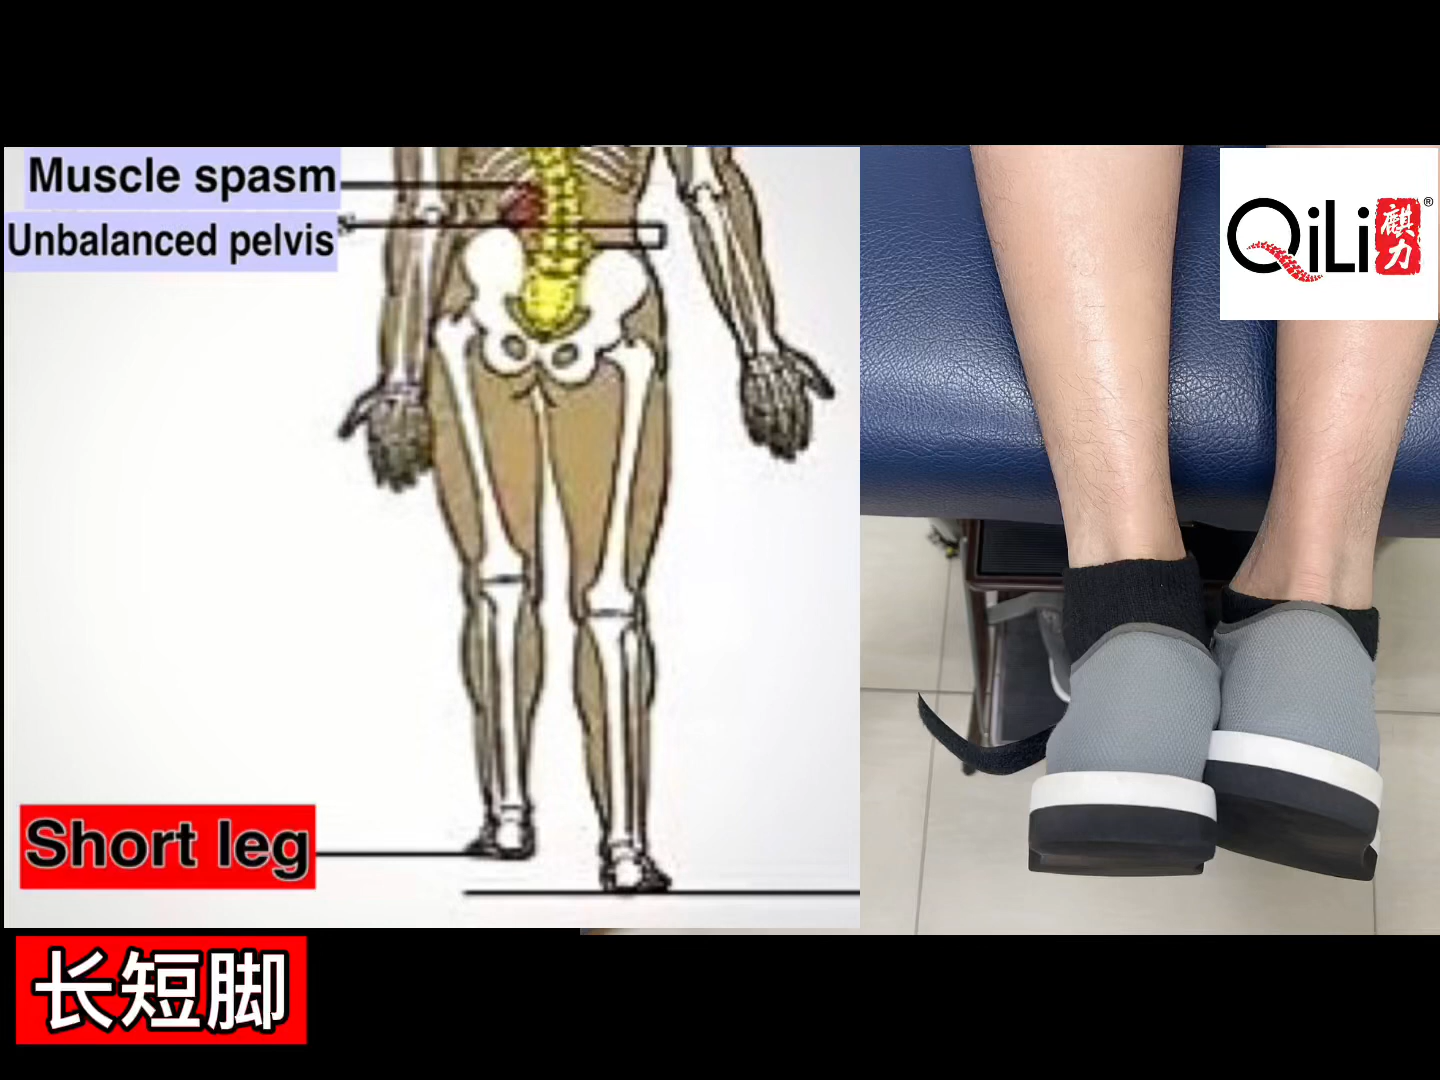 Muscle spasm
Unbalanced pelvis
QiLi 麒力 ®
Short leg
长短脚